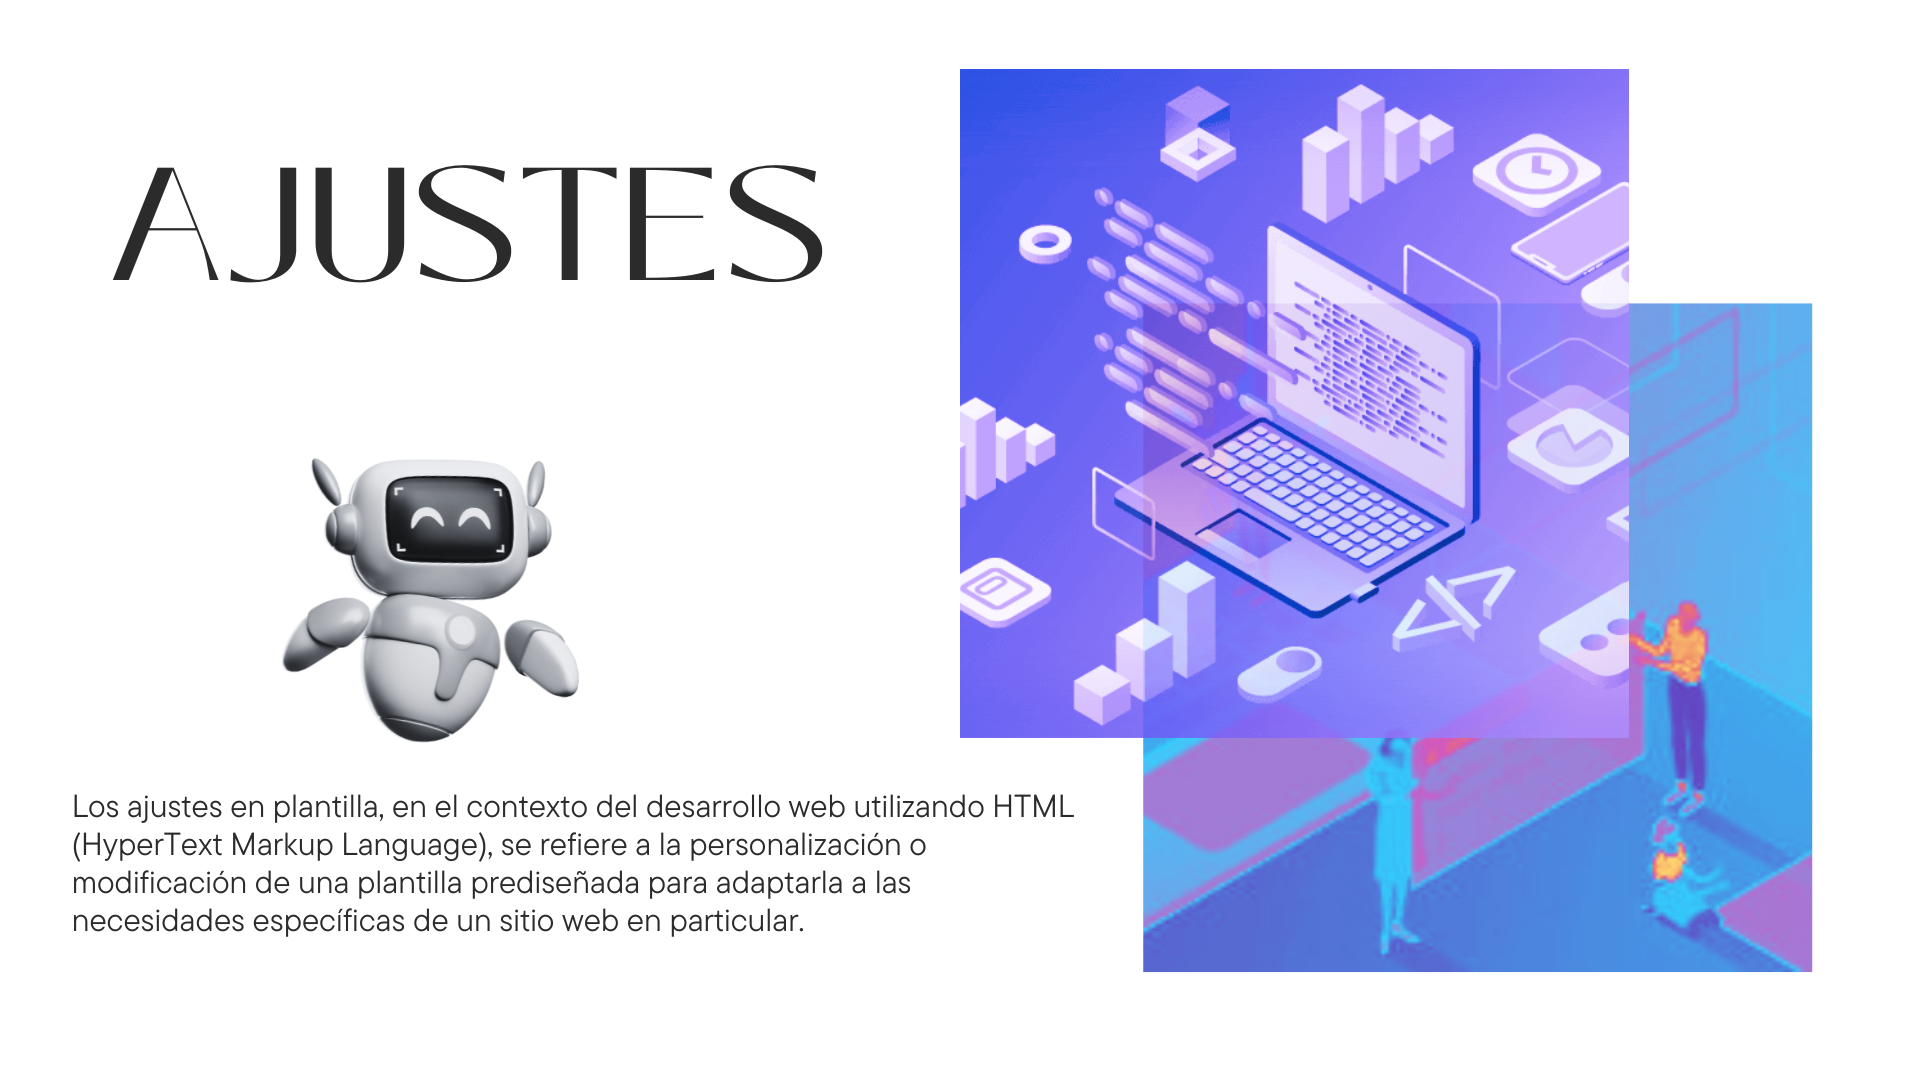 AJUSTES
Los ajustes en plantilla, en el contexto del desarrollo web utilizando HTML
(HyperText Markup Language), se refiere a la personalización o
modificación de una plantilla prediseñada para adaptarla a las
necesidades específicas de un sitio web en particular.